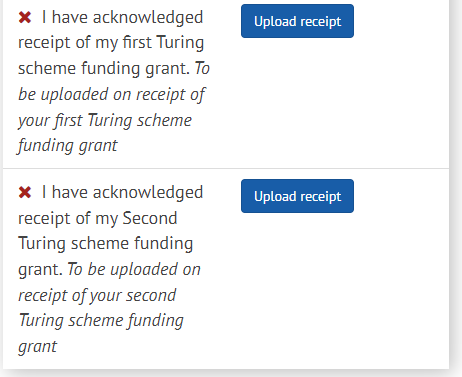 ✖ I have acknowledged
receipt of my first Turing
scheme funding grant. To
be uploaded on receipt of
your first Turing scheme
funding grant
Upload receipt
✖ I have acknowledged
receipt of my Second
Turing scheme funding
grant. To be uploaded on
receipt of your second
Turing scheme funding
grant
Upload receipt